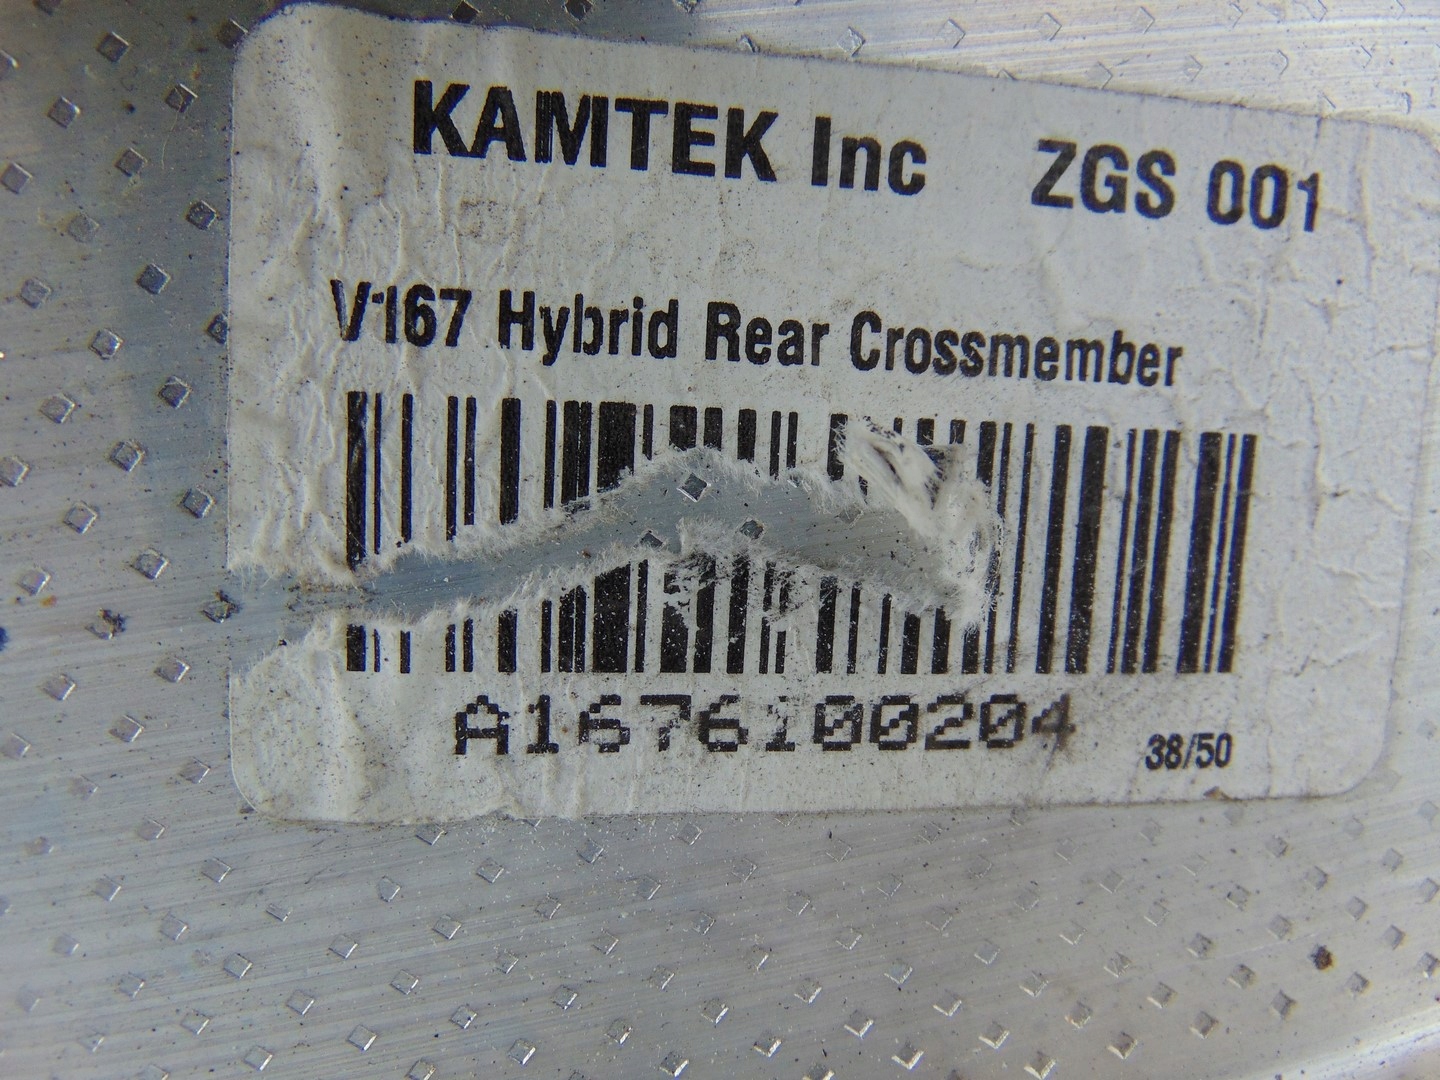 KAMTEK Inc ZGS 001
V167 Hybrid Rear Crossmember
A1676100204
38/50